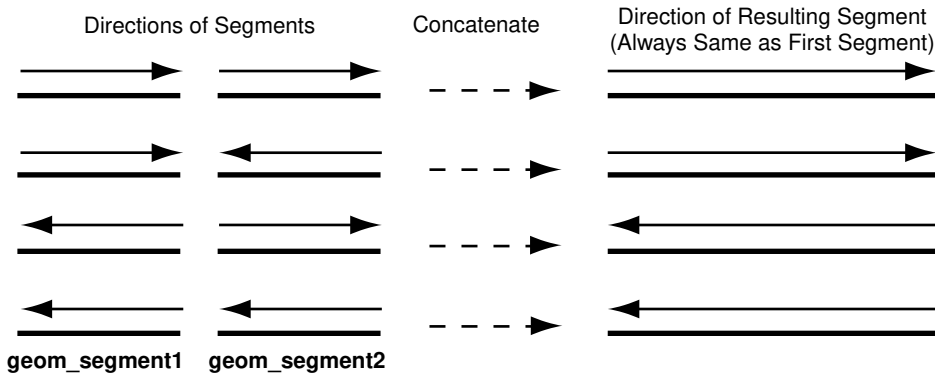 Directions of Segments
Concatenate
Direction of Resulting Segment
(Always Same as First Segment)
geom_segment1
geom_segment2